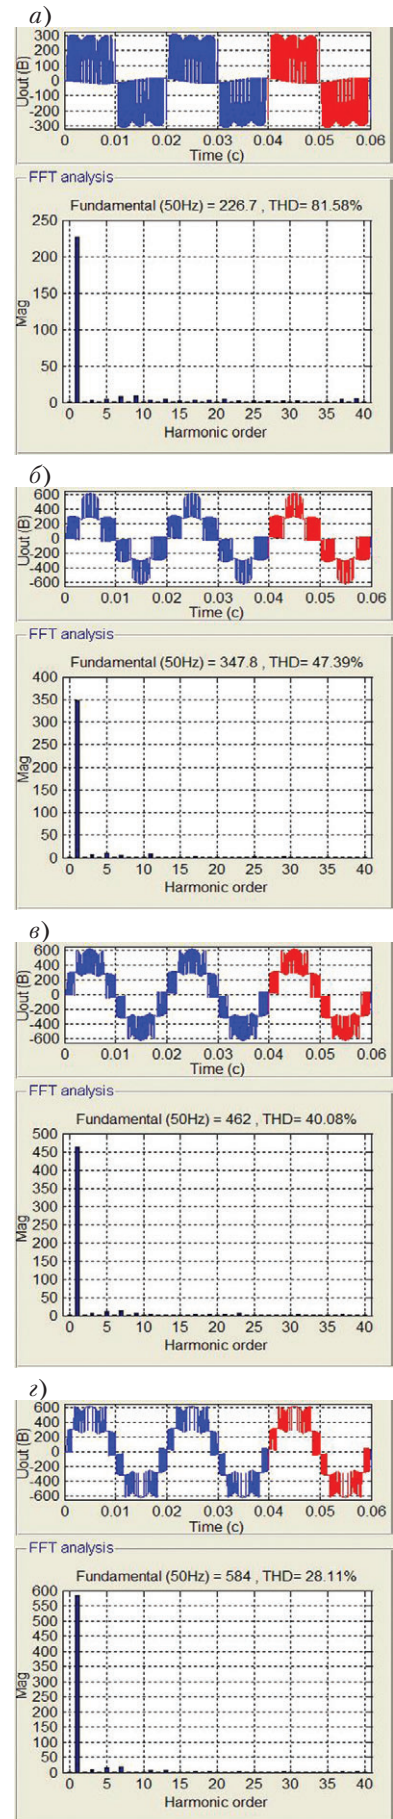 а)
Uout (В)
300
200
100
0
-100
-200
-300
0 0.01 0.02 0.03 0.04 0.05 0.06
Time (c)
FFT analysis
Fundamental (50Hz) = 226.7 , THD= 81.58%
Mag
250
200
150
100
50
0
0 5 10 15 20 25 30 35 40
Harmonic order
б)
Uout (В)
600
400
200
0
-200
-400
-600
0 0.01 0.02 0.03 0.04 0.05 0.06
Time (c)
FFT analysis
Fundamental (50Hz) = 347.8 , THD= 47.39%
Mag
400
350
300
250
200
150
100
50
0
0 5 10 15 20 25 30 35 40
Harmonic order
в)
Uout (В)
600
400
200
0
-200
-400
-600
0 0.01 0.02 0.03 0.04 0.05 0.06
Time (c)
FFT analysis
Fundamental (50Hz) = 462 , THD= 40.08%
Mag
500
450
400
350
300
250
200
150
100
50
0
0 5 10 15 20 25 30 35 40
Harmonic order
г)
Uout (В)
600
400
200
0
-200
-400
-600
0 0.01 0.02 0.03 0.04 0.05 0.06
Time (c)
FFT analysis
Fundamental (50Hz) = 584 , THD= 28.11%
Mag
600
550
500
450
400
350
300
250
200
150
100
50
0
0 5 10 15 20 25 30 35 40
Harmonic order